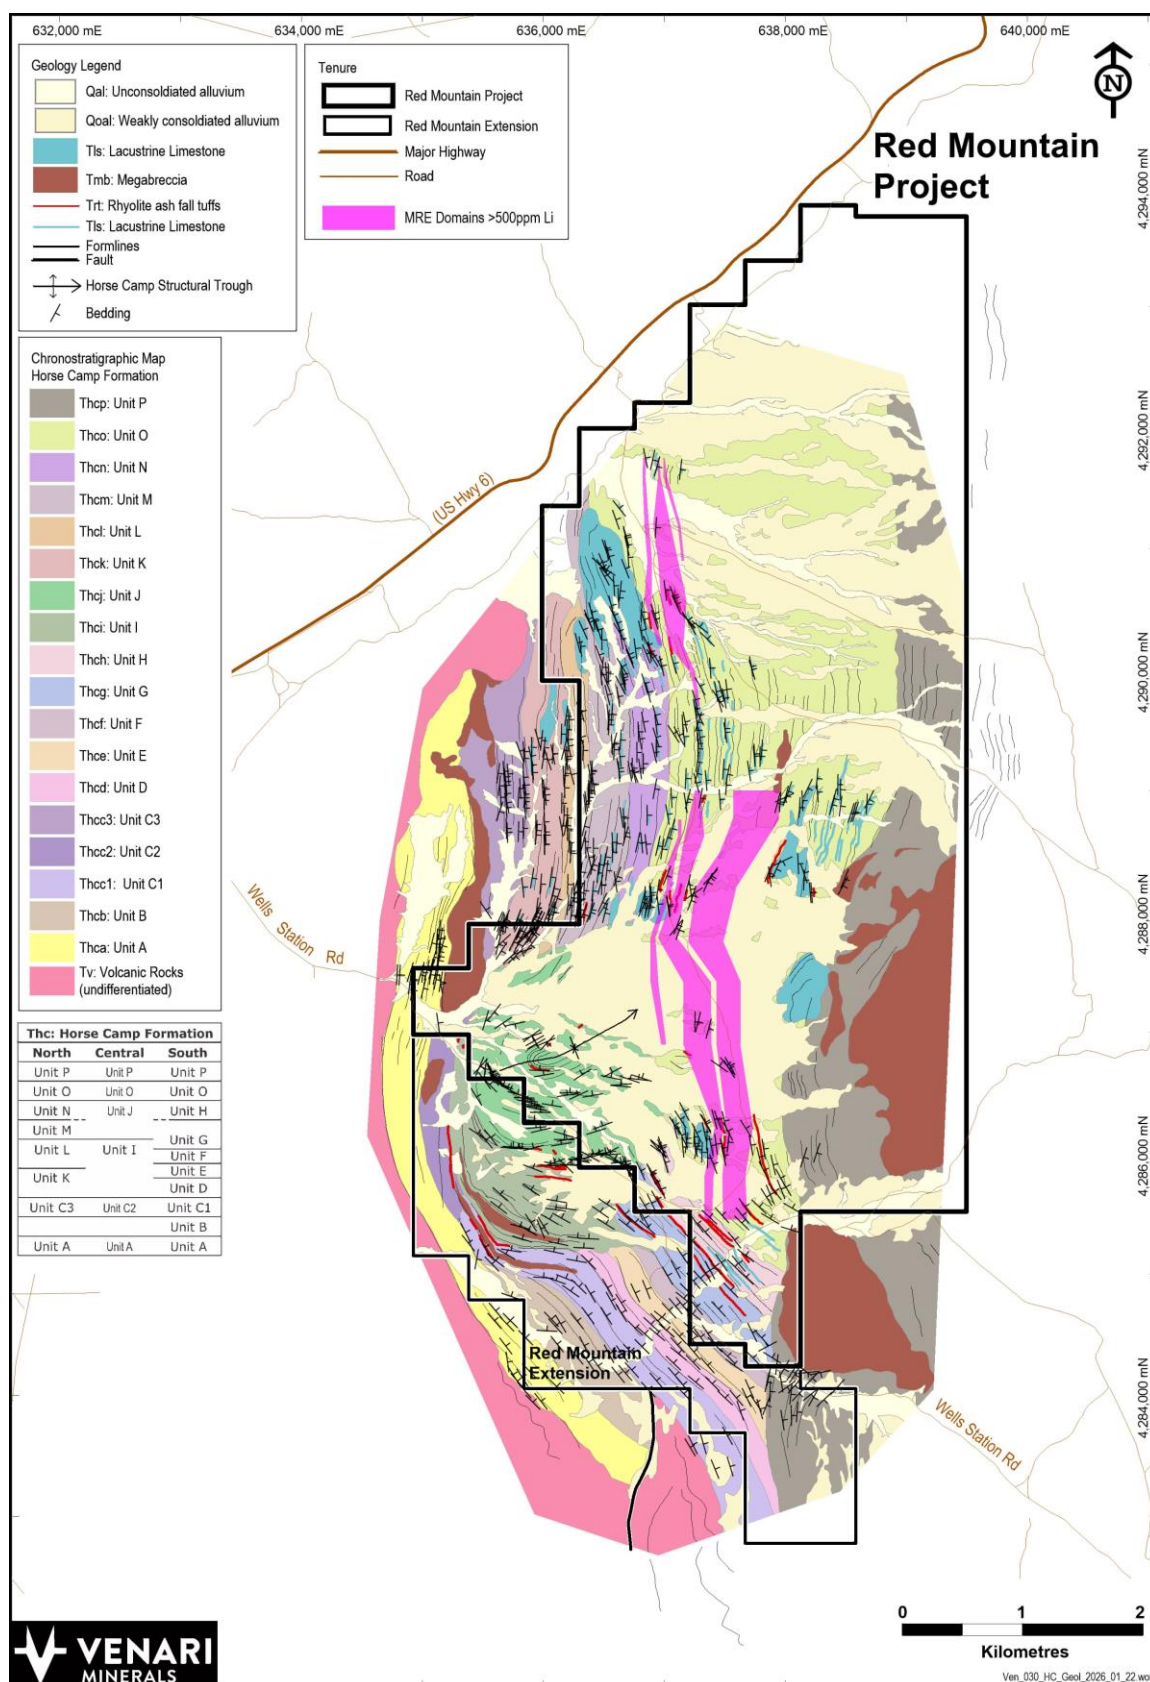 632,000 mE
634,000 mE
636,000 mE
638,000 mE
640,000 mE
Geology Legend
Qal: Unconsoldiated alluvium
Qoal: Weakly consoldiated alluvium
Tls: Lacustrine Limestone
Tmb: Megabreccia
Trt: Rhyolite ash fall tuffs
Tls: Lacustrine Limestone
Formlines
Fault
Horse Camp Structural Trough
Bedding
Tenure
Red Mountain Project
Red Mountain Extension
Major Highway
Road
MRE Domains >500ppm Li
N
Red Mountain
Project
4,294,000 mN
4,292,000 mN
4,290,000 mN
4,288,000 mN
4,286,000 mN
4,284,000 mN
Chronostratigraphic Map
Horse Camp Formation
Thcp: Unit P
Thco: Unit O
Thcn: Unit N
Thcm: Unit M
Thcl: Unit L
Thck: Unit K
Thcj: Unit J
Thci: Unit I
Thch: Unit H
Thcg: Unit G
Thcf: Unit F
Thce: Unit E
Thcd: Unit D
Thcc3: Unit C3
Thcc2: Unit C2
Thcc1: Unit C1
Thcb: Unit B
Thca: Unit A
Tv: Volcanic Rocks
(undifferentiated)
(US Hwy 6)
Wells Station Rd
Thc: Horse Camp Formation
North Central South
Unit P Unit P Unit P
Unit O Unit O Unit O
Unit N Unit J Unit H
Unit M
Unit G
Unit L Unit I
Unit F
Unit E
Unit K
Unit D
Unit C3 Unit C2 Unit C1
Unit B
Unit A Unit A Unit A
Red Mountain
Extension
Wells Station Rd
0 1 2
Kilometres
VENARI
MINERALS
Ven_030_HC_Geol_2026_01_22.wo